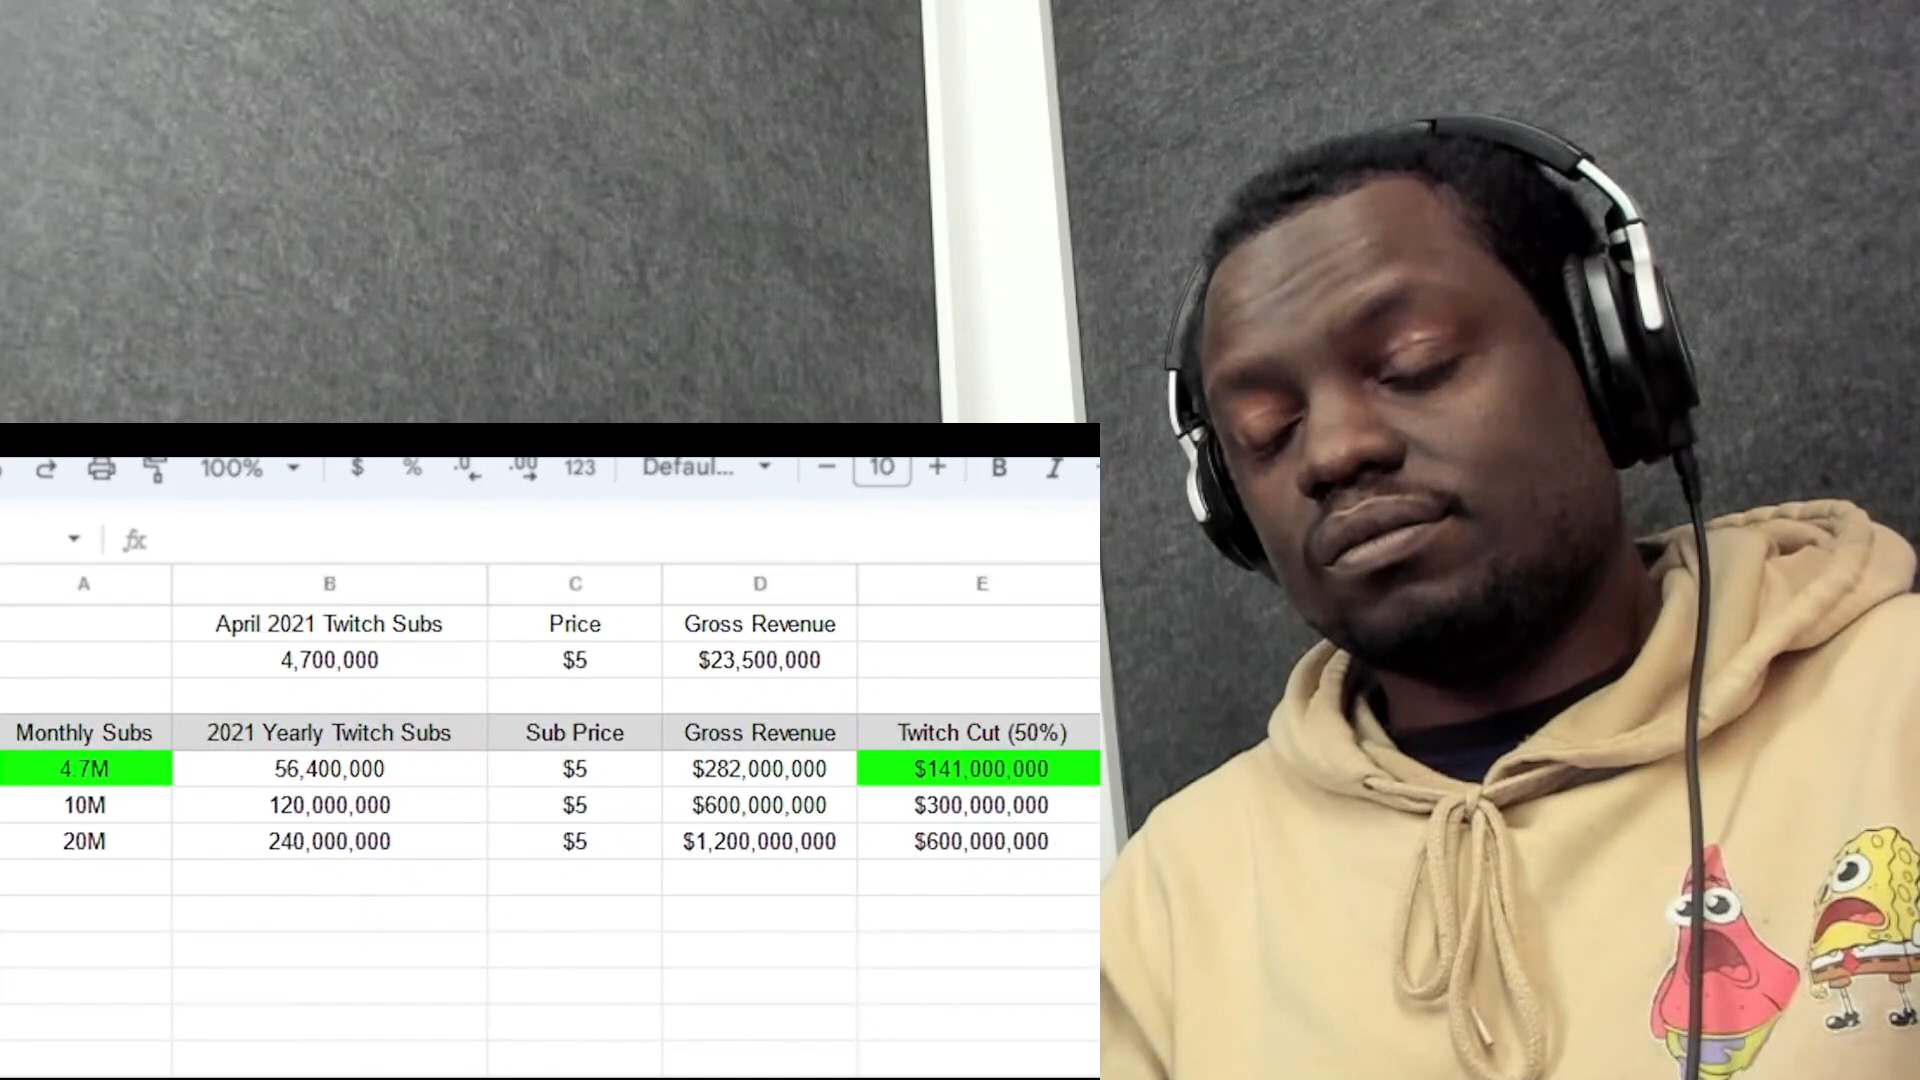 100% $ % .0 .00 123 Defaul... 10 B I
fx
A B C D E
April 2021 Twitch Subs Price Gross Revenue
4,700,000 $5 $23,500,000
Monthly Subs 2021 Yearly Twitch Subs Sub Price Gross Revenue Twitch Cut (50%)
4.7M 56,400,000 $5 $282,000,000 $141,000,000
10M 120,000,000 $5 $600,000,000 $300,000,000
20M 240,000,000 $5 $1,200,000,000 $600,000,000